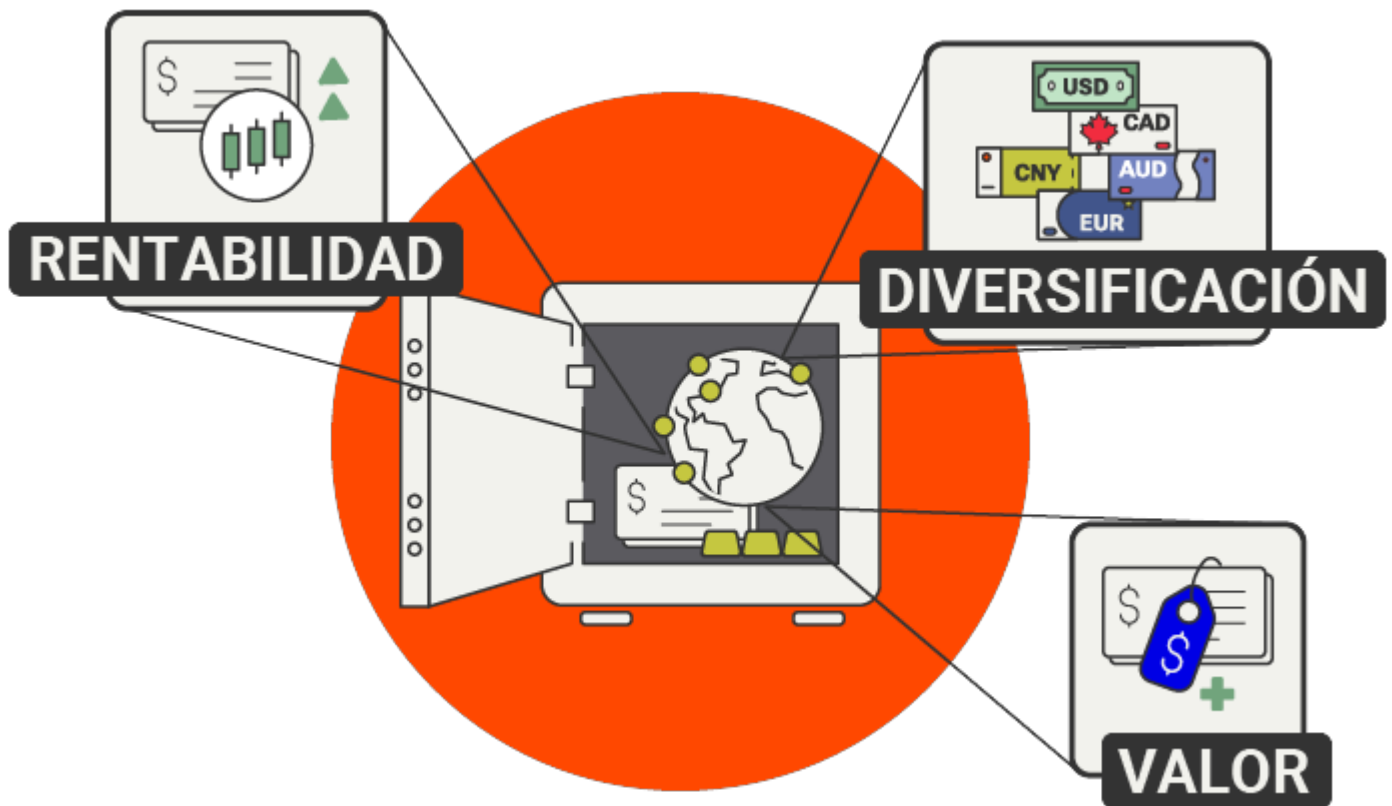 $
RENTABILIDAD
USD
CAD
CNY
AUD
EUR
DIVERSIFICACIÓN
$
$
$
VALOR